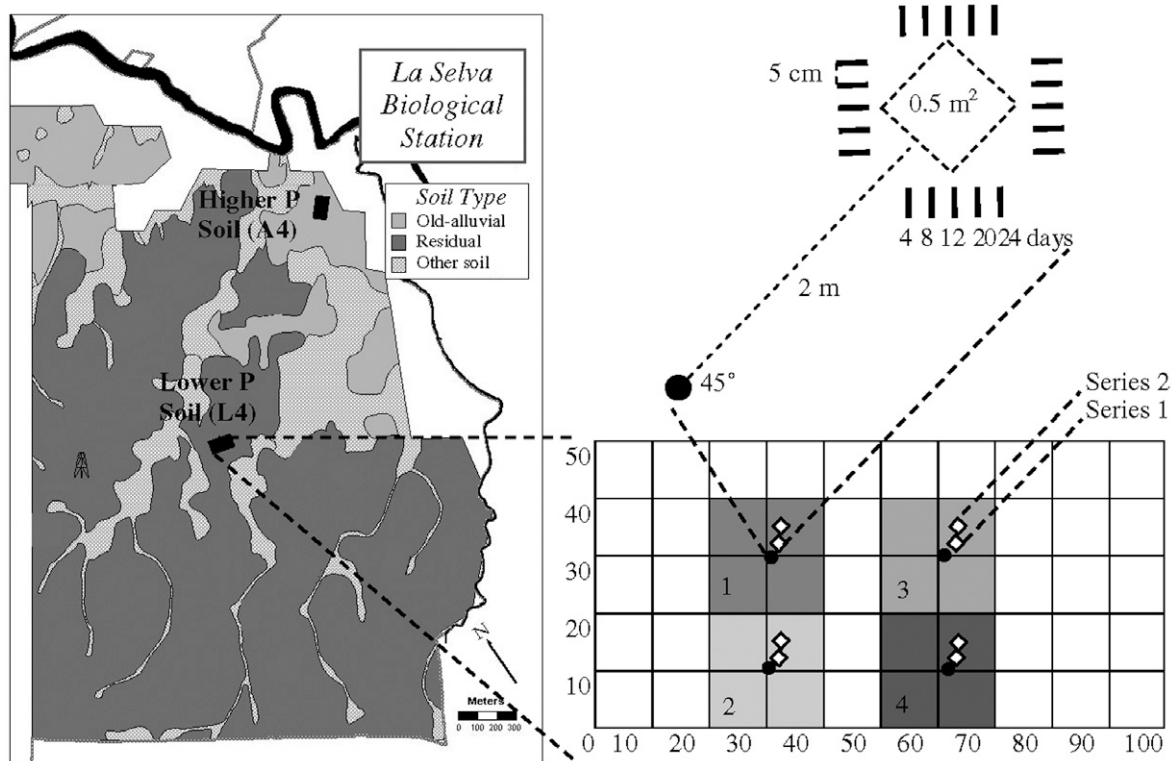 La Selva
Biological
Station
Higher P
Soil (A4)
Soil Type
Old-alluvial
Residual
Other soil
Lower P
Soil (L4)
N
Meters
0 100 200 300
5 cm
0.5 m²
4 8 12 2024 days
2 m
45°
Series 2
Series 1
50
40
30
20
10
1
3
2
4
0 10 20 30 40 60 70 80 90 100